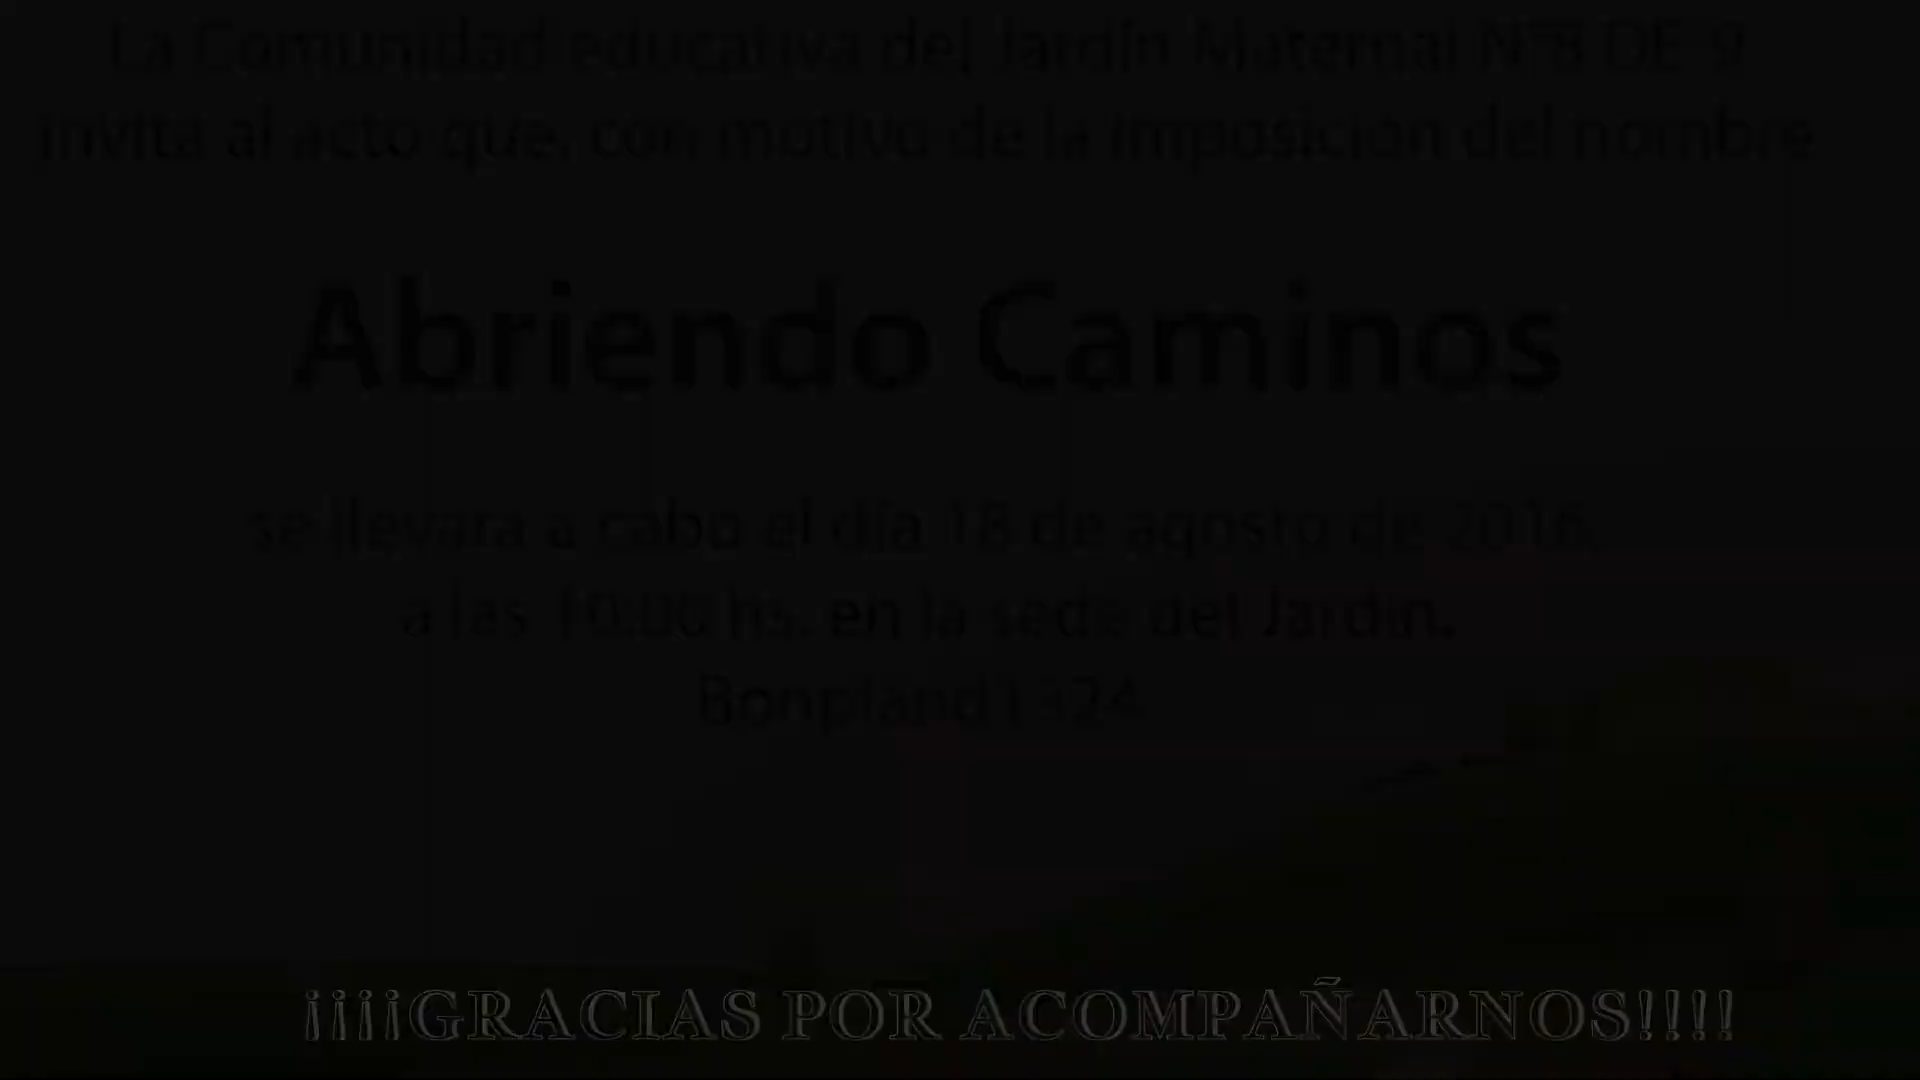 La Comunidad educativa del Jardín Maternal N°8 DE 9
invita al acto que, con motivo de la imposición del nombre
Abriendo Caminos
se llevará a cabo el día 18 de agosto de 2016,
a las 10:00 hs. en la sede del Jardín.
Bonpland
¡¡¡¡GRACIAS POR ACOMPAÑARNOS!!!!